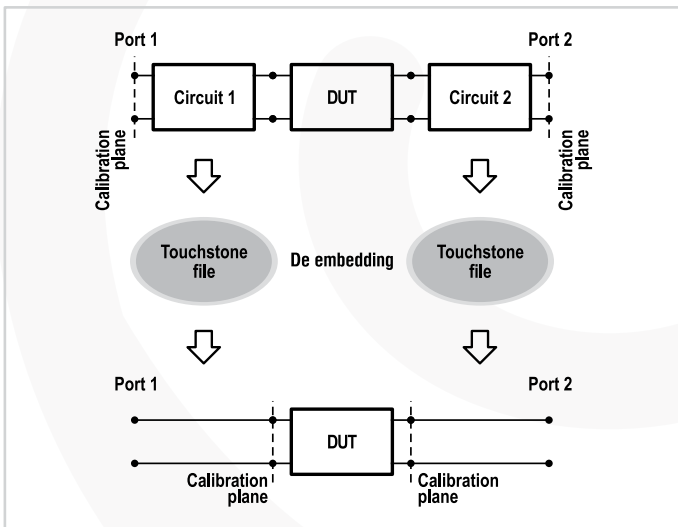 Port 1
Port 2
Circuit 1
DUT
Circuit 2
Calibration
plane
Calibration
plane
Touchstone
file
De embedding
Touchstone
file
Port 1
Port 2
DUT
Calibration
plane
Calibration
plane